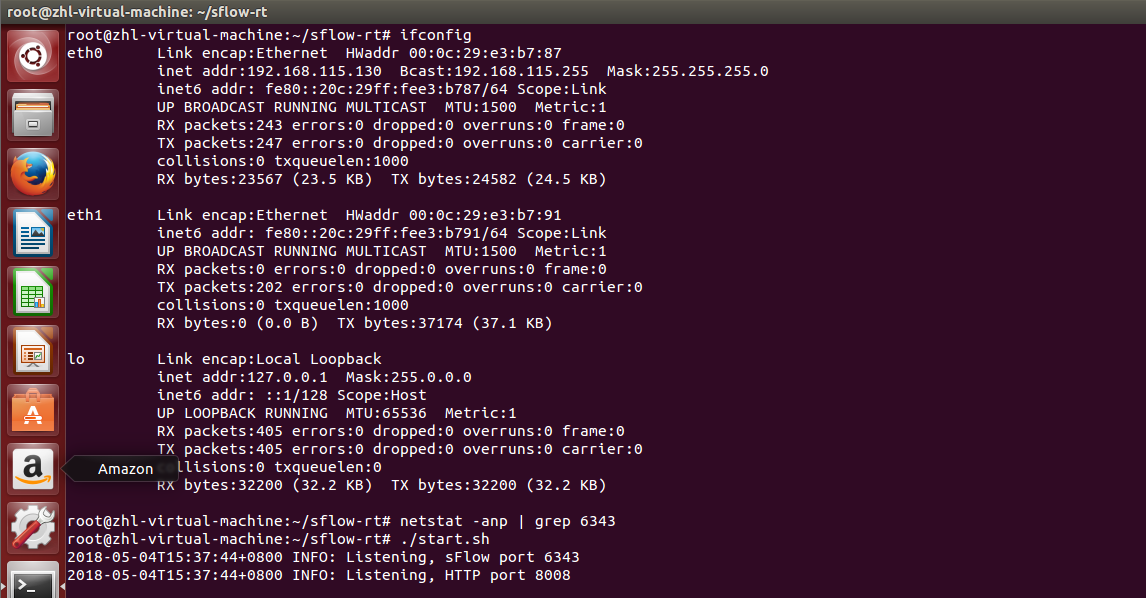 root@zhl-virtual-machine: ~/sflow-rt
root@zhl-virtual-machine:~/sflow-rt# ifconfig
eth0      Link encap:Ethernet  HWaddr 00:0c:29:e3:b7:87
          inet addr:192.168.115.130  Bcast:192.168.115.255  Mask:255.255.255.0
          inet6 addr: fe80::20c:29ff:fee3:b787/64 Scope:Link
          UP BROADCAST RUNNING MULTICAST  MTU:1500  Metric:1
          RX packets:243 errors:0 dropped:0 overruns:0 frame:0
          TX packets:247 errors:0 dropped:0 overruns:0 carrier:0
          collisions:0 txqueuelen:1000
          RX bytes:23567 (23.5 KB)  TX bytes:24582 (24.5 KB)
eth1      Link encap:Ethernet  HWaddr 00:0c:29:e3:b7:91
          inet6 addr: fe80::20c:29ff:fee3:b791/64 Scope:Link
          UP BROADCAST RUNNING MULTICAST  MTU:1500  Metric:1
          RX packets:0 errors:0 dropped:0 overruns:0 frame:0
          TX packets:202 errors:0 dropped:0 overruns:0 carrier:0
          collisions:0 txqueuelen:1000
          RX bytes:0 (0.0 B)  TX bytes:37174 (37.1 KB)
lo        Link encap:Local Loopback
          inet addr:127.0.0.1  Mask:255.0.0.0
          inet6 addr: ::1/128 Scope:Host
          UP LOOPBACK RUNNING  MTU:65536  Metric:1
          RX packets:405 errors:0 dropped:0 overruns:0 frame:0
          TX packets:405 errors:0 dropped:0 overruns:0 carrier:0
Amazon
          collisions:0 txqueuelen:0
          RX bytes:32200 (32.2 KB)  TX bytes:32200 (32.2 KB)
root@zhl-virtual-machine:~/sflow-rt# netstat -anp | grep 6343
root@zhl-virtual-machine:~/sflow-rt# ./start.sh
2018-05-04T15:37:44+0800 INFO: Listening, sFlow port 6343
2018-05-04T15:37:44+0800 INFO: Listening, HTTP port 8008